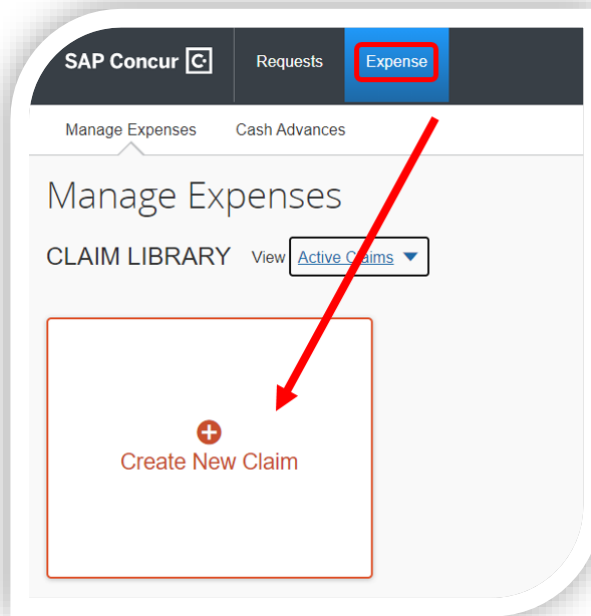 SAP Concur C Requests Expense
Manage Expenses Cash Advances
Manage Expenses
CLAIM LIBRARY View Active Claims
Create New Claim